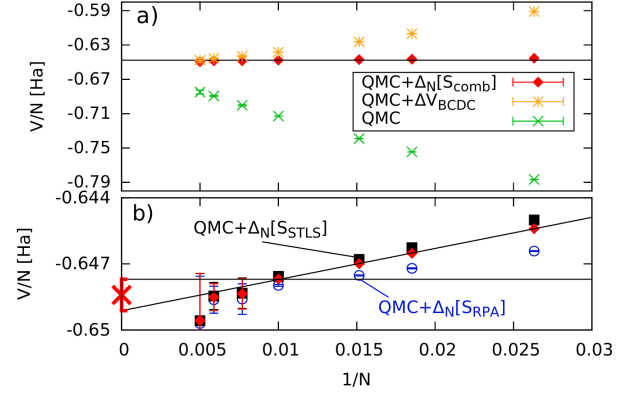 a)
V/N [Ha]
-0.59
-0.63
-0.67
-0.71
-0.75
-0.79
QMC+Δ_N[S_comb]
QMC+ΔV_BCDC
QMC
b)
V/N [Ha]
-0.644
-0.647
-0.65
QMC+Δ_N[S_STLS]
QMC+Δ_N[S_RPA]
0 0.005 0.01 0.015 0.02 0.025 0.03
1/N